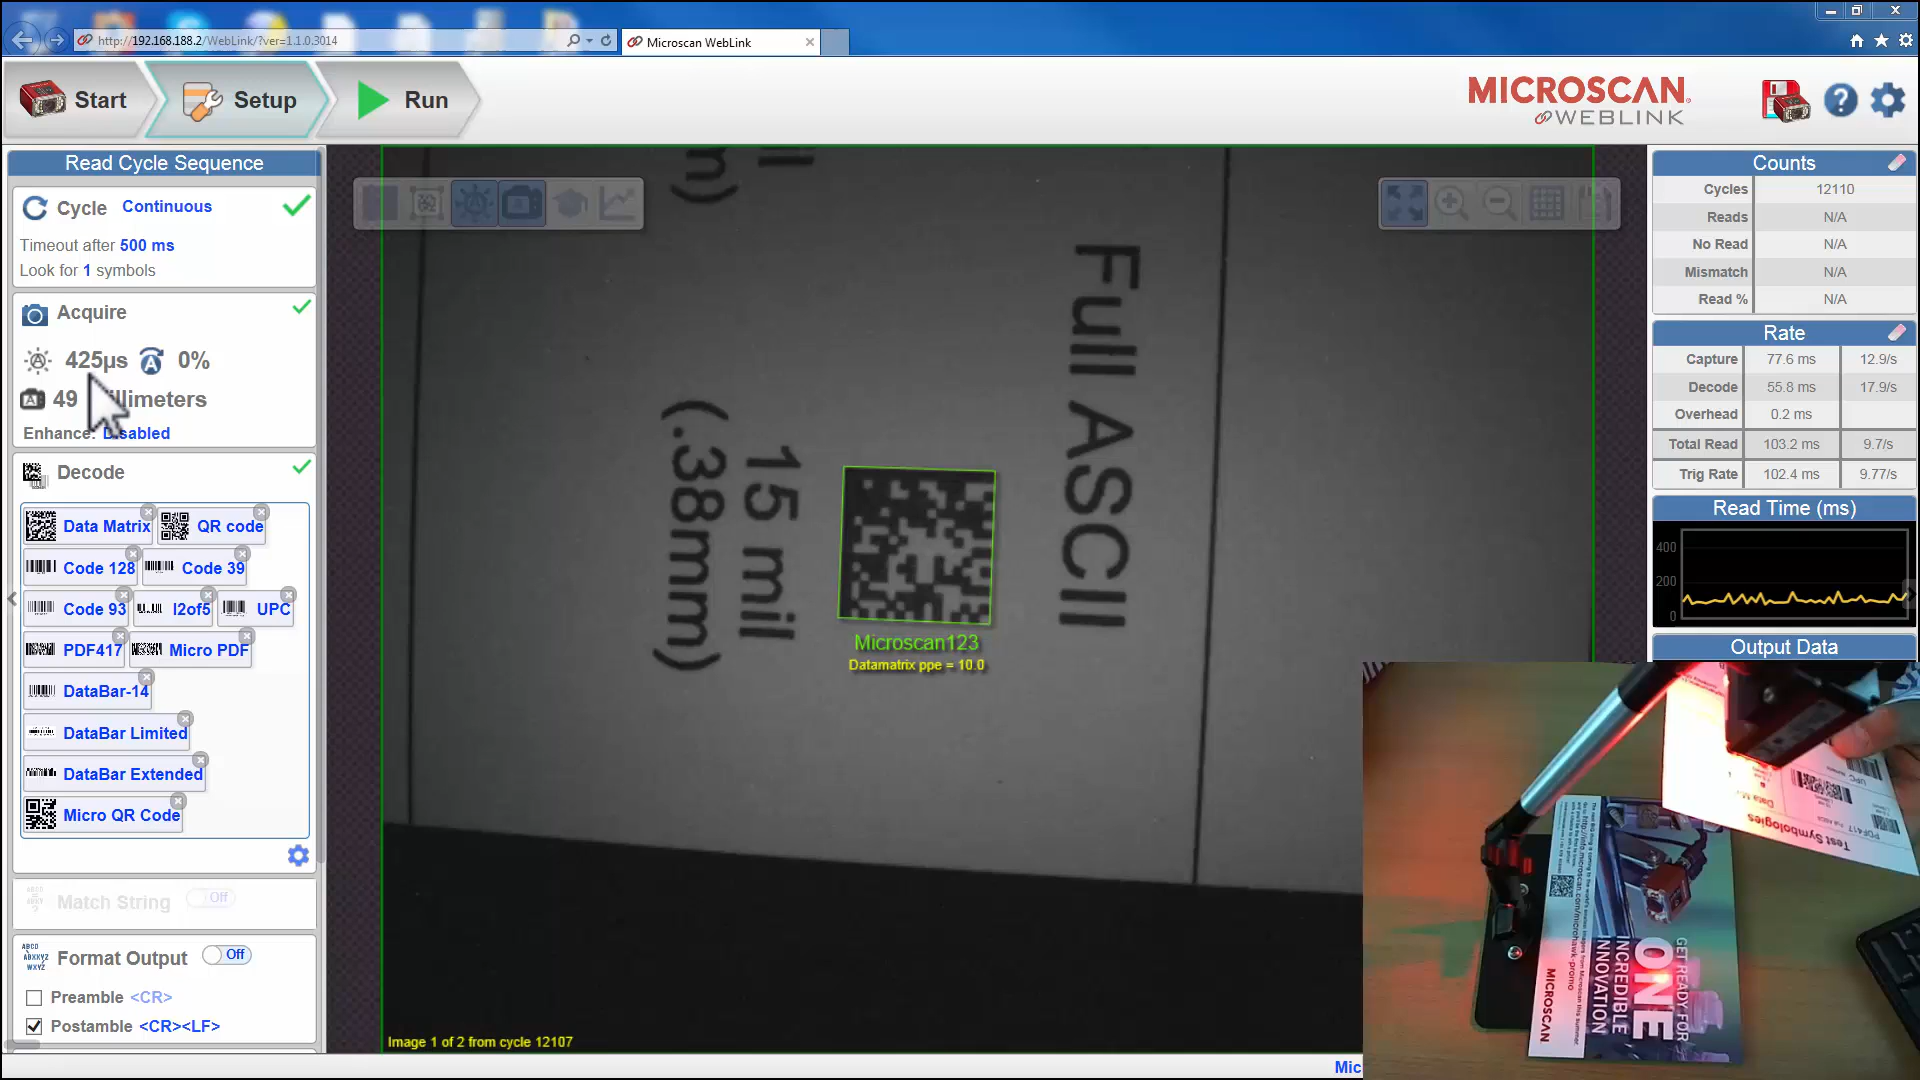 http://192.168.188.2/WebLink/?ver=1.1.0.3014
Microscan WebLink
Start
Setup
Run
MICROSCAN
WEBLINK
Read Cycle Sequence
Cycle Continuous
Timeout after 500 ms
Look for 1 symbols
Acquire
425µs 0%
49
Enhance: Disabled
Decode
Data Matrix QR code
Code 128 Code 39
Code 93 I2of5 UPC
PDF417 Micro PDF
DataBar-14
DataBar Limited
DataBar Extended
Micro QR Code
Match String Off
Format Output Off
Preamble <CR>
Postamble <CR><LF>
Full ASCII
15 mil
(.38mm)
Microscan123
Datamatrix ppe = 10.0
Image 1 of 2 from cycle 12107
Counts
Cycles 12110
Reads N/A
No Read N/A
Mismatch N/A
Read % N/A
Rate
Capture 77.6 ms 12.9/s
Decode 55.8 ms 17.9/s
Overhead 0.2 ms
Total Read 103.2 ms 9.7/s
Trig Rate 102.4 ms 9.77/s
Read Time (ms)
400
200
0
Output Data
Mic
Test Symbologies
PDF417
UPC
GET READY FOR
ONE
INCREDIBLE
INNOVATION
MICROSCAN